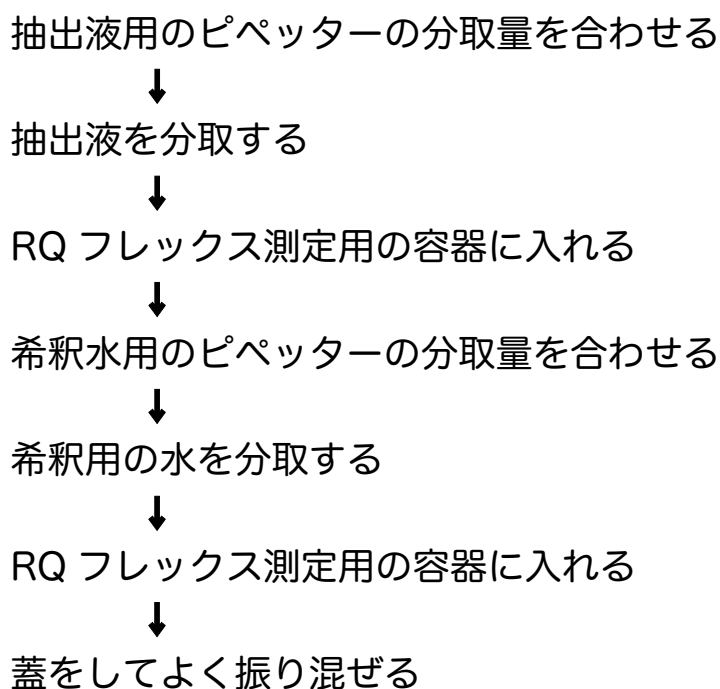 抽出液用のピペッターの分取量を合わせる
↓
抽出液を分取する
↓
RQ フレックス測定用の容器に入れる
↓
希釈水用のピペッターの分取量を合わせる
↓
希釈用の水を分取する
↓
RQ フレックス測定用の容器に入れる
↓
蓋をしてよく振り混ぜる